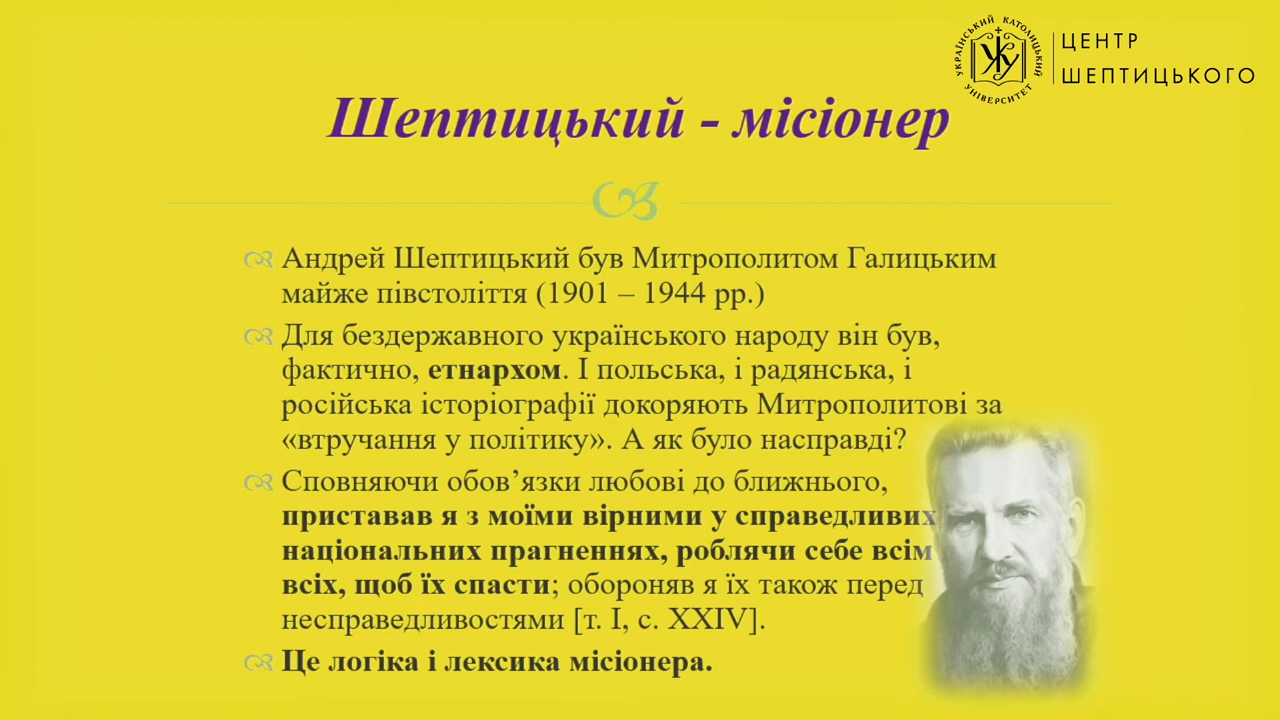 УКРАЇНСЬКИЙ КАТОЛИЦЬКИЙ УНІВЕРСИТЕТ
ЦЕНТР
ШЕПТИЦЬКОГО
Шептицький - місіонер
Андрей Шептицький був Митрополитом Галицьким
майже півстоліття (1901 – 1944 рр.)
Для бездержавного українського народу він був,
фактично, етнархом. І польська, і радянська, і
російська історіографії докоряють Митрополитові за
«втручання у політику». А як було насправді?
Сповняючи обов’язки любові до ближнього,
приставав я з моїми вірними у справедливих
національних прагненнях, роблячи себе всім
всіх, щоб їх спасти; обороняв я їх також перед
несправедливостями [т. І, с. XXIV].
Це логіка і лексика місіонера.